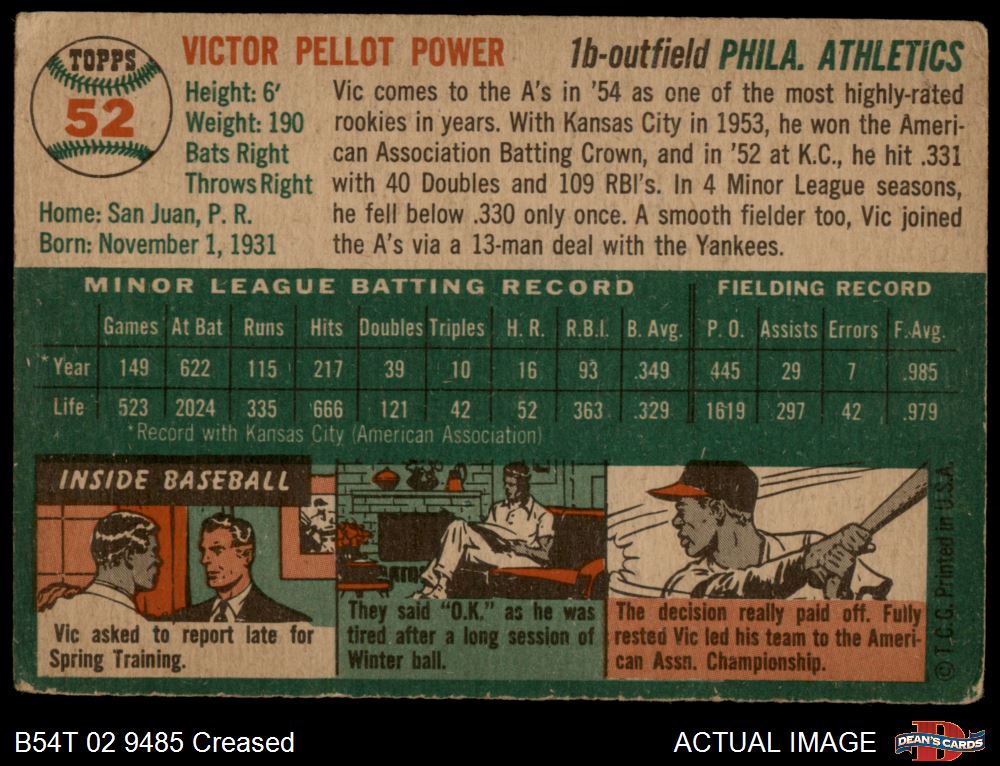 TOPPS
52
VICTOR PELLOT POWER
1b-outfield PHILA. ATHLETICS
Height: 6'
Weight: 190
Bats Right
Throws Right
Home: San Juan, P. R.
Born: November 1, 1931
Vic comes to the A's in '54 as one of the most highly-rated
rookies in years. With Kansas City in 1953, he won the Ameri-
can Association Batting Crown, and in '52 at K.C., he hit .331
with 40 Doubles and 109 RBI's. In 4 Minor League seasons,
he fell below .330 only once. A smooth fielder too, Vic joined
the A's via a 13-man deal with the Yankees.
MINOR LEAGUE BATTING RECORD FIELDING RECORD
Games At Bat Runs Hits Doubles Triples H. R. R.B.I. B. Avg. P. O. Assists Errors F. Avg.
* Year 149 622 115 217 39 10 16 93 .349 445 29 7 .985
Life 523 2024 335 666 121 42 52 363 .329 1619 297 42 .979
*Record with Kansas City (American Association)
INSIDE BASEBALL
Vic asked to report late for
Spring Training.
They said "O.K." as he was
tired after a long session of
Winter ball.
The decision really paid off. Fully
rested Vic led his team to the Ameri-
can Assn. Championship.
© T.C.G. Printed in U.S.A.
B54T 02 9485 Creased
ACTUAL IMAGE
DEAN'S CARDS